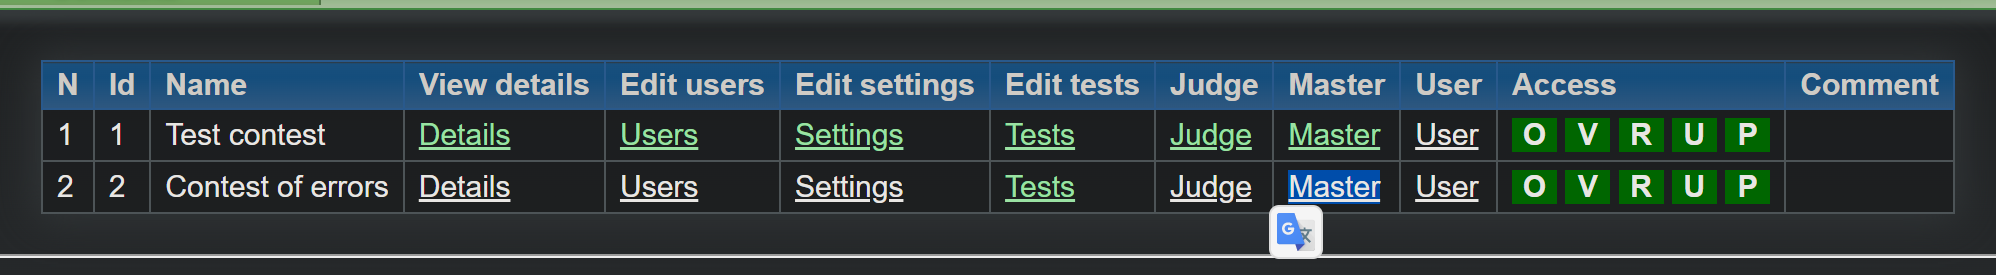 N Id Name View details Edit users Edit settings Edit tests Judge Master User Access Comment
1 1 Test contest Details Users Settings Tests Judge Master User O V R U P
2 2 Contest of errors Details Users Settings Tests Judge Master User O V R U P
G 文